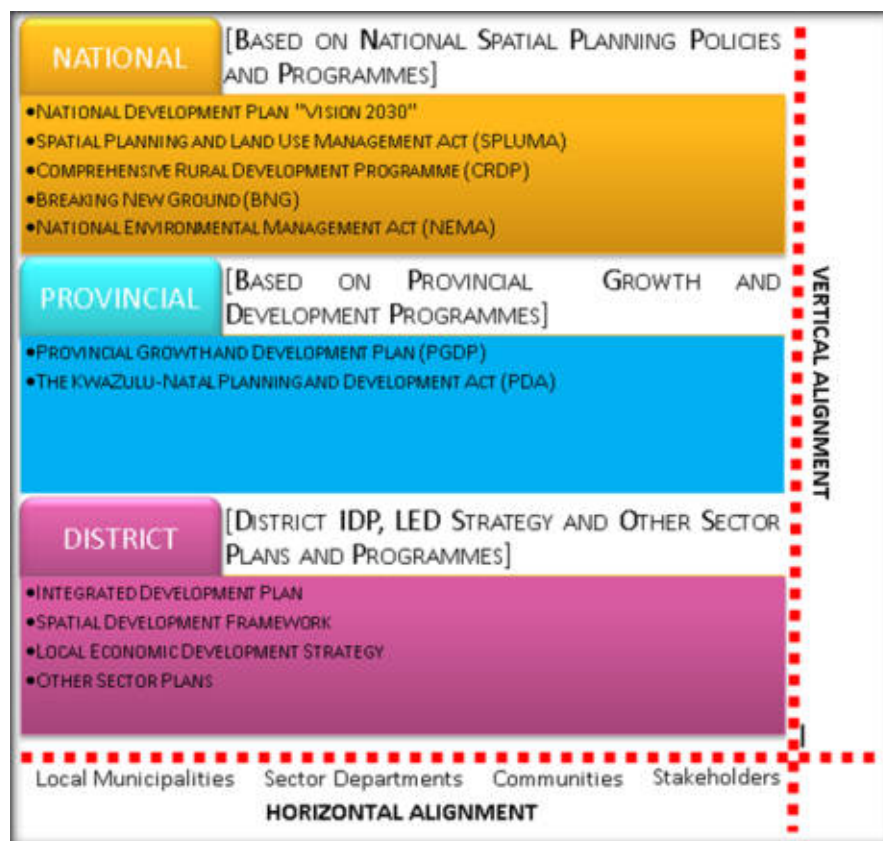 NATIONAL
[BASED ON NATIONAL SPATIAL PLANNING POLICIES
AND PROGRAMMES]
•NATIONAL DEVELOPMENT PLAN "VISION 2030"
•SPATIAL PLANNING AND LAND USE MANAGEMENT ACT (SPLUMA)
•COMPREHENSIVE RURAL DEVELOPMENT PROGRAMME (CRDP)
•BREAKING NEW GROUND (BNG)
•NATIONAL ENVIRONMENTAL MANAGEMENT ACT (NEMA)
PROVINCIAL
[BASED ON PROVINCIAL GROWTH AND
DEVELOPMENT PROGRAMMES]
•PROVINCIAL GROWTH AND DEVELOPMENT PLAN (PGDP)
•THE KWAZULU-NATAL PLANNING AND DEVELOPMENT ACT (PDA)
DISTRICT
[DISTRICT IDP, LED STRATEGY AND OTHER SECTOR
PLANS AND PROGRAMMES]
•INTEGRATED DEVELOPMENT PLAN
•SPATIAL DEVELOPMENT FRAMEWORK
•LOCAL ECONOMIC DEVELOPMENT STRATEGY
•OTHER SECTOR PLANS
VERTICAL ALIGNMENT
Local Municipalities Sector Departments Communities Stakeholders
HORIZONTAL ALIGNMENT